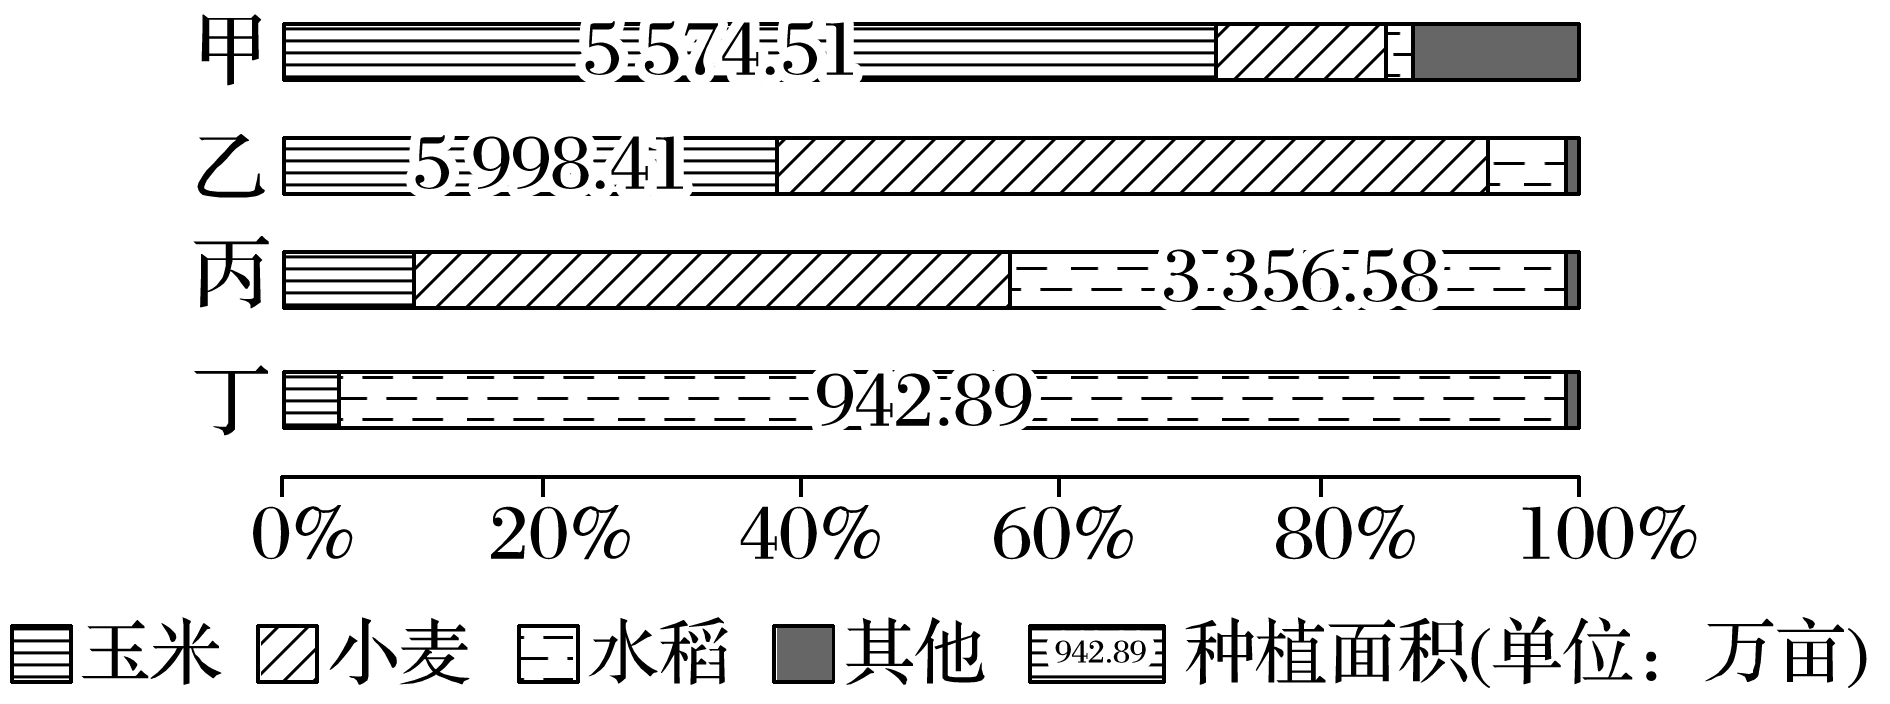 甲 5 574.51
乙 5 998.41
丙 3 356.58
丁 942.89
0% 20% 40% 60% 80% 100%
玉米 小麦 水稻 其他 942.89 种植面积(单位：万亩)